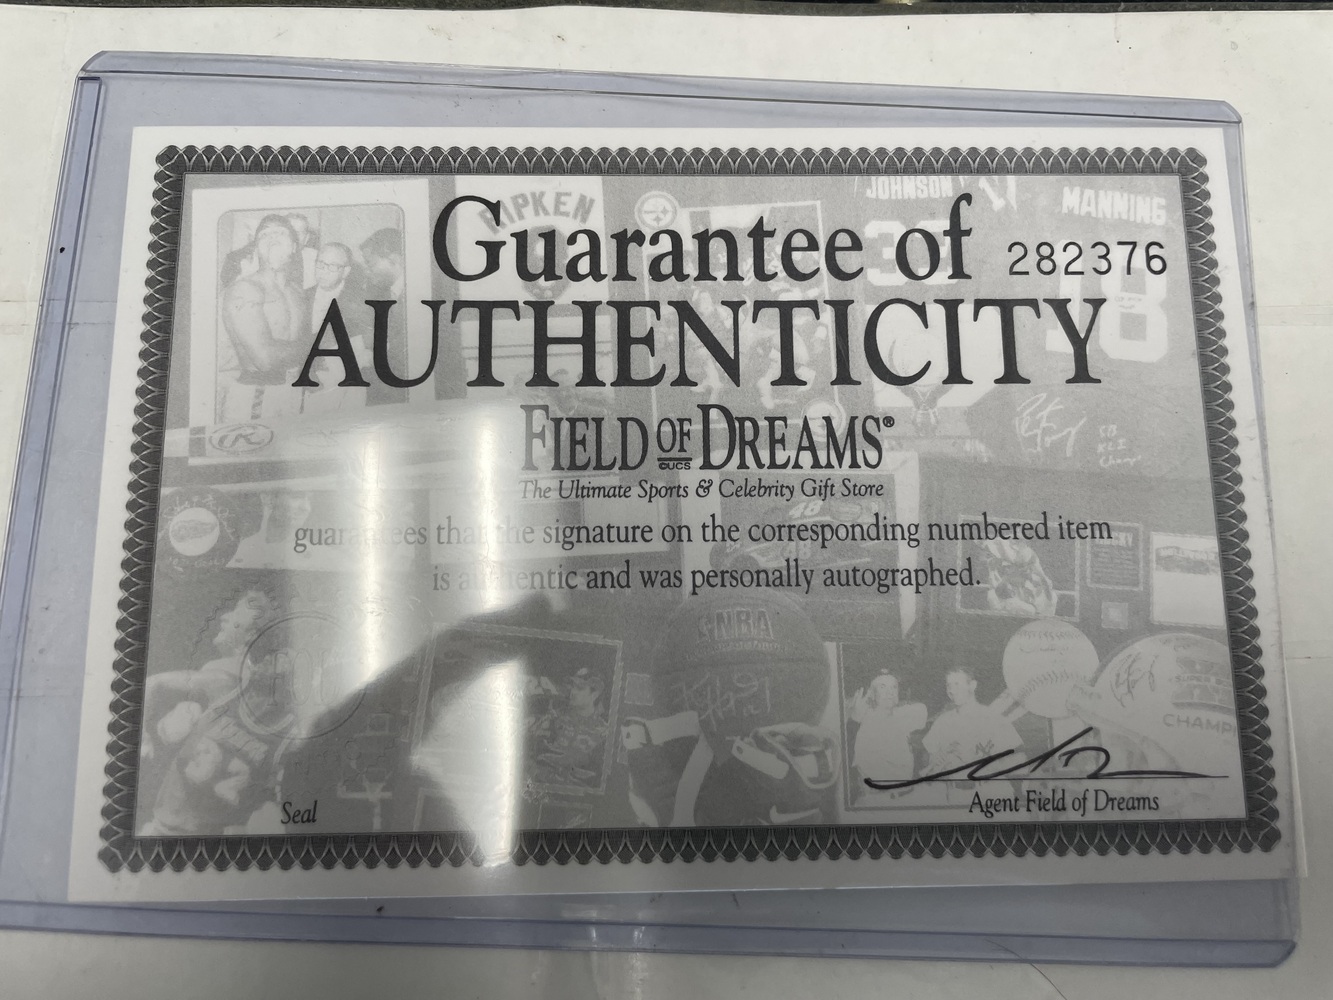 RIPKEN
JOHNSON
MANNING
Guarantee of
282376
AUTHENTICITY
18
FIELD OF DREAMS®
©UCS
The Ultimate Sports & Celebrity Gift Store
guarantees that the signature on the corresponding numbered item
is authentic and was personally autographed.
NBA
CHAMP
Seal
Agent Field of Dreams